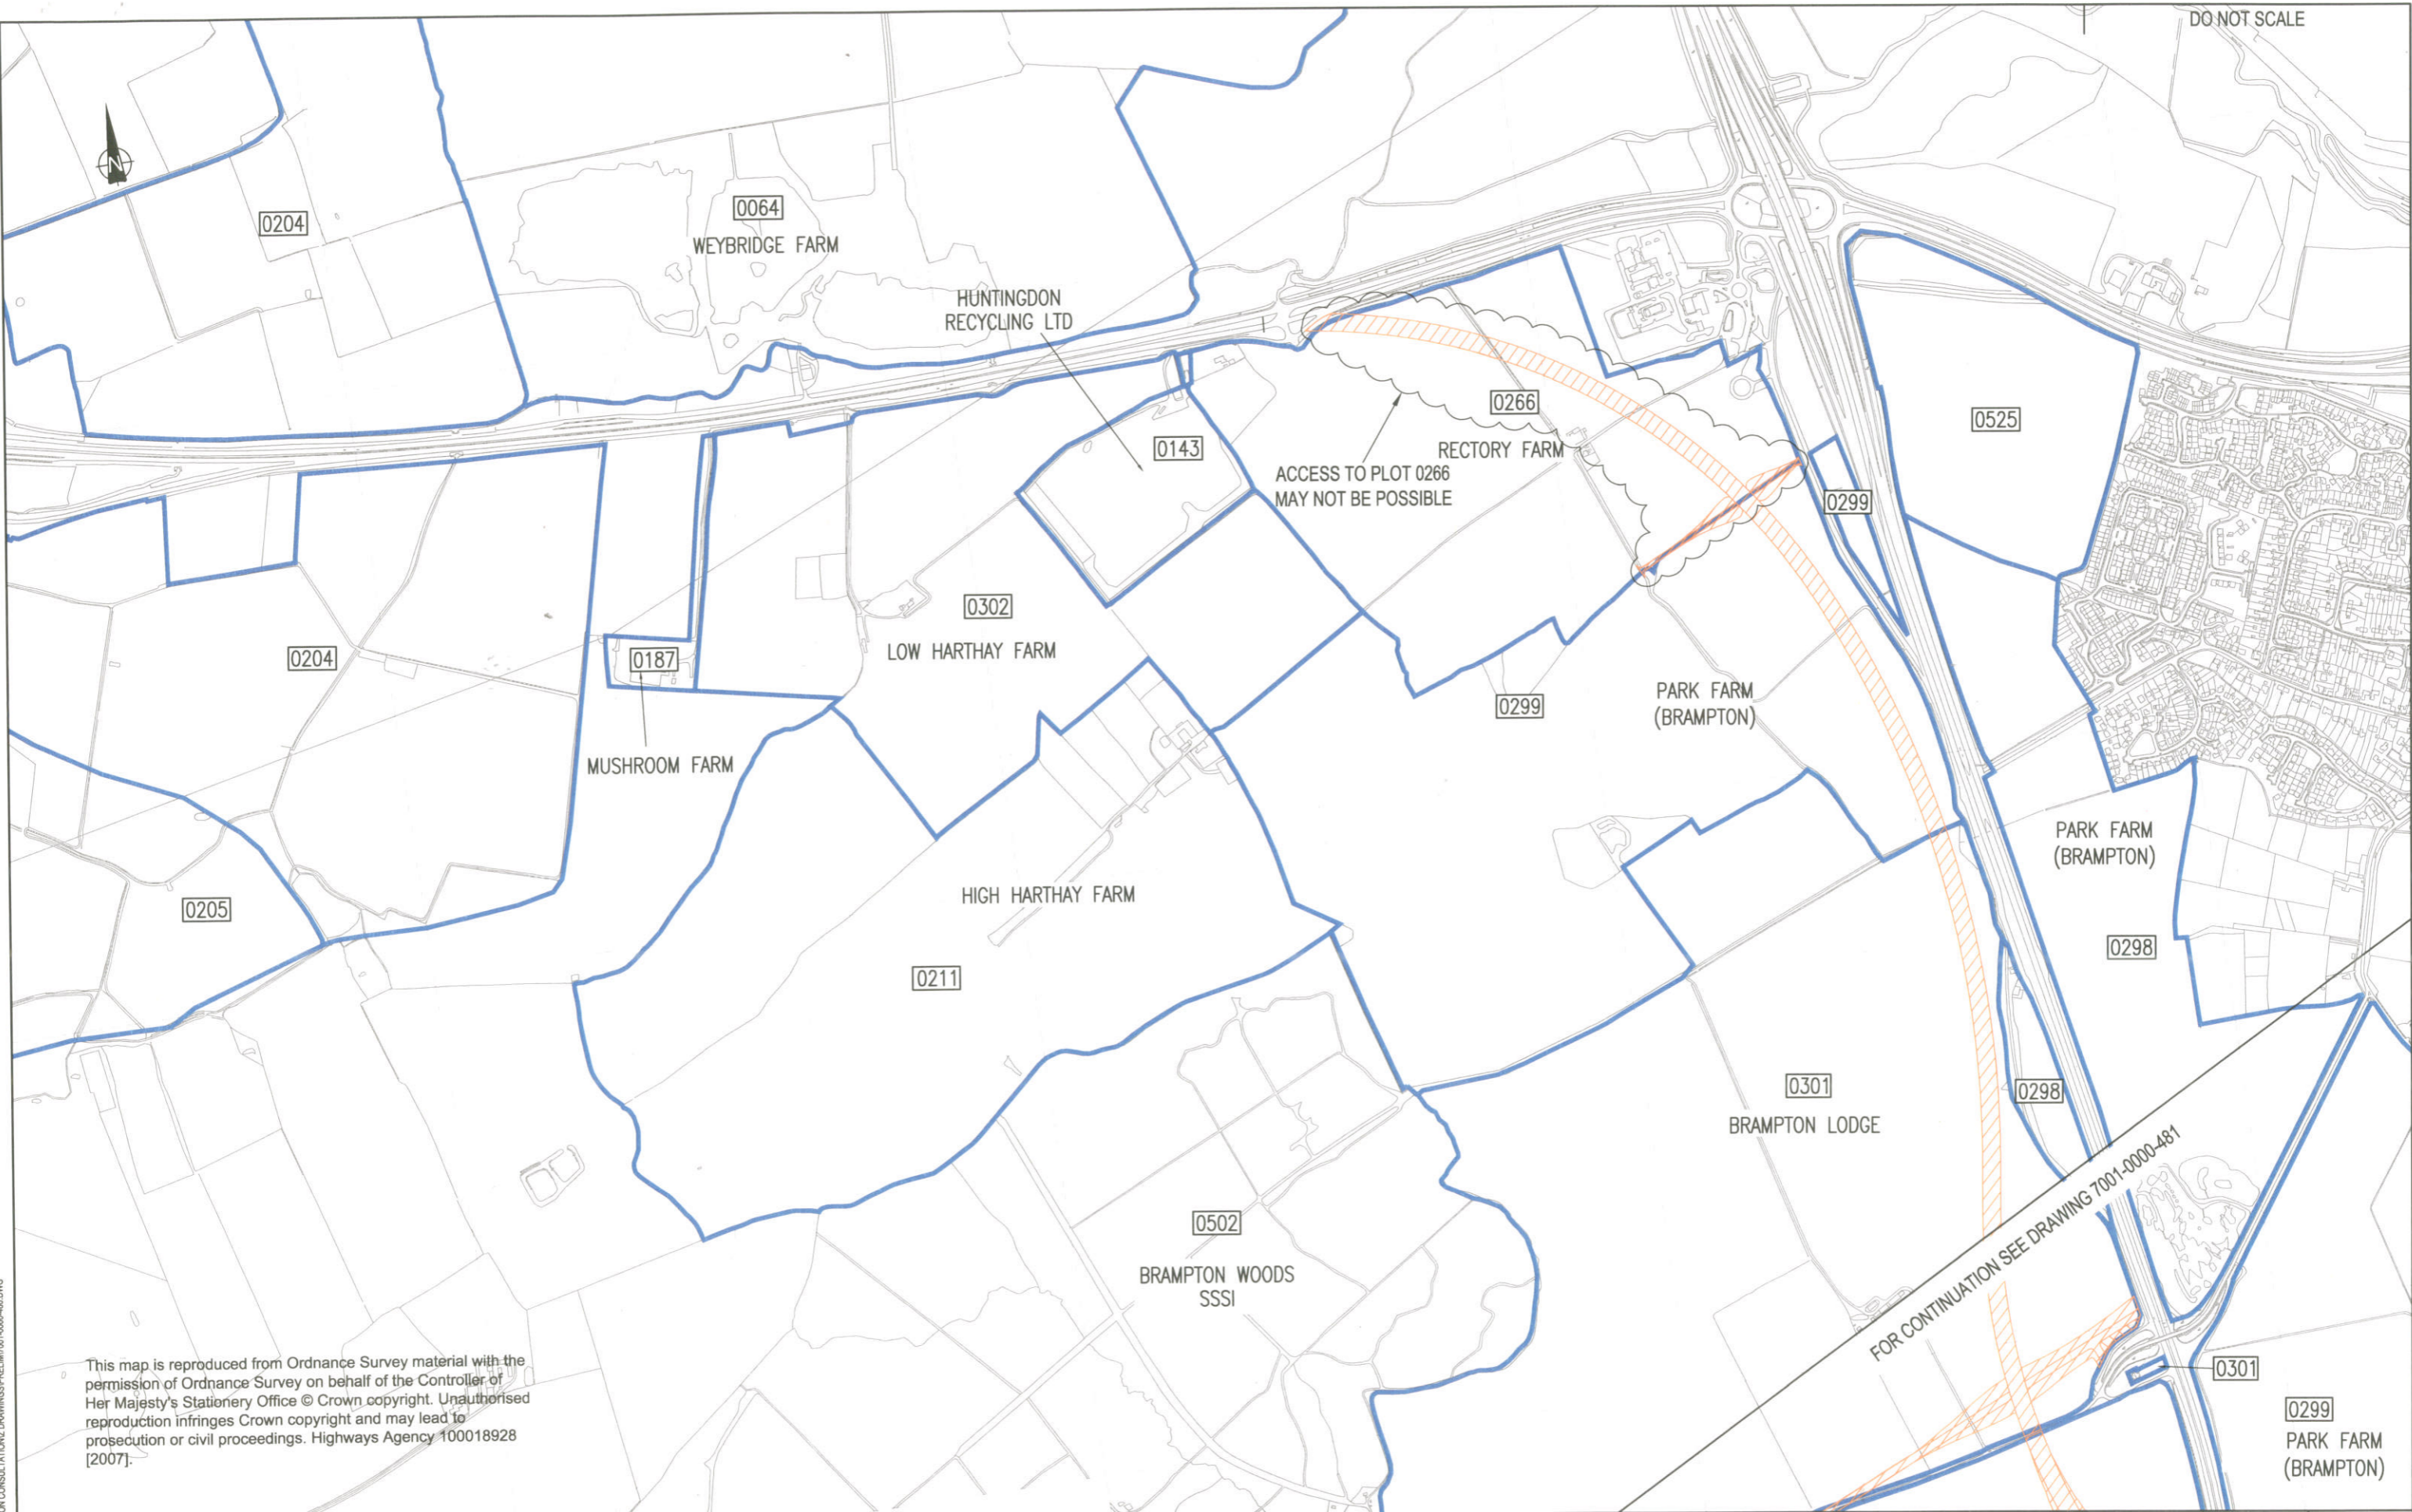 DO NOT SCALE
N
0204
0064
WEYBRIDGE FARM
HUNTINGDON
RECYCLING LTD
0143
0266
RECTORY FARM
ACCESS TO PLOT 0266
MAY NOT BE POSSIBLE
0299
0525
0204
0187
MUSHROOM FARM
0302
LOW HARTHAY FARM
0299
PARK FARM
(BRAMPTON)
PARK FARM
(BRAMPTON)
0298
0205
HIGH HARTHAY FARM
0211
0301
BRAMPTON LODGE
0298
FOR CONTINUATION SEE DRAWING 7001-0000-481
0502
BRAMPTON WOODS
SSSI
0301
0299
PARK FARM
(BRAMPTON)
This map is reproduced from Ordnance Survey material with the
permission of Ordnance Survey on behalf of the Controller of
Her Majesty's Stationery Office © Crown copyright. Unauthorised
reproduction infringes Crown copyright and may lead to
prosecution or civil proceedings. Highways Agency 100018928
[2007].